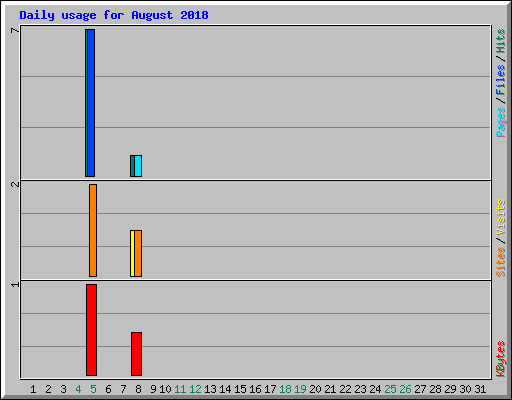 Daily usage for August 2018
7
2
1
Pages / Files / Hits
Sites / Visits
KBytes
1 2 3 4 5 6 7 8 9 10 11 12 13 14 15 16 17 18 19 20 21 22 23 24 25 26 27 28 29 30 31